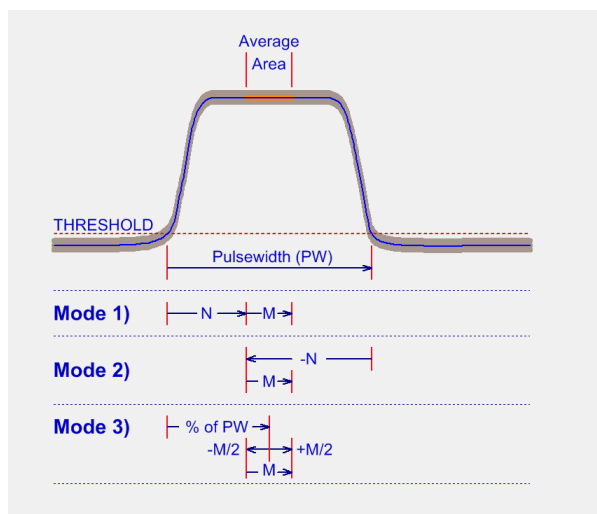 Average
Area
THRESHOLD
Pulsewidth (PW)
Mode 1) N M
Mode 2) -N
M
Mode 3) % of PW
-M/2 +M/2
M